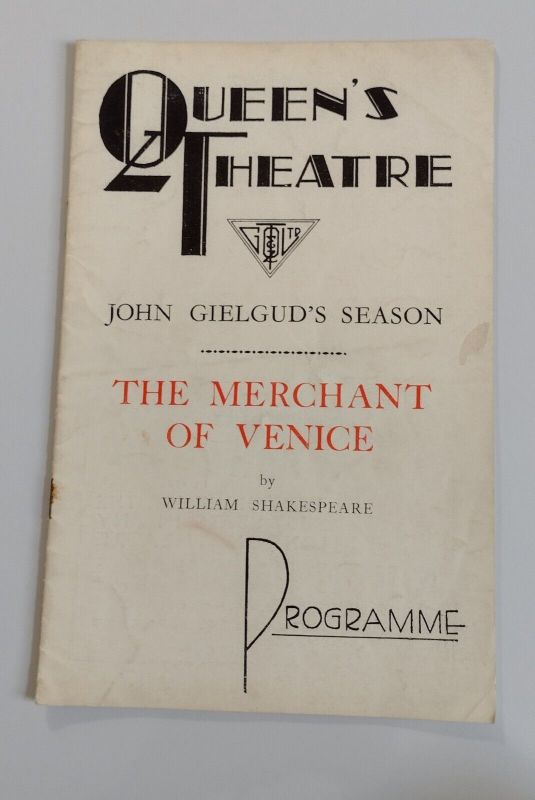 QUEEN'S
THEATRE
JOHN GIELGUD'S SEASON
THE MERCHANT
OF VENICE
by
WILLIAM SHAKESPEARE
PROGRAMME